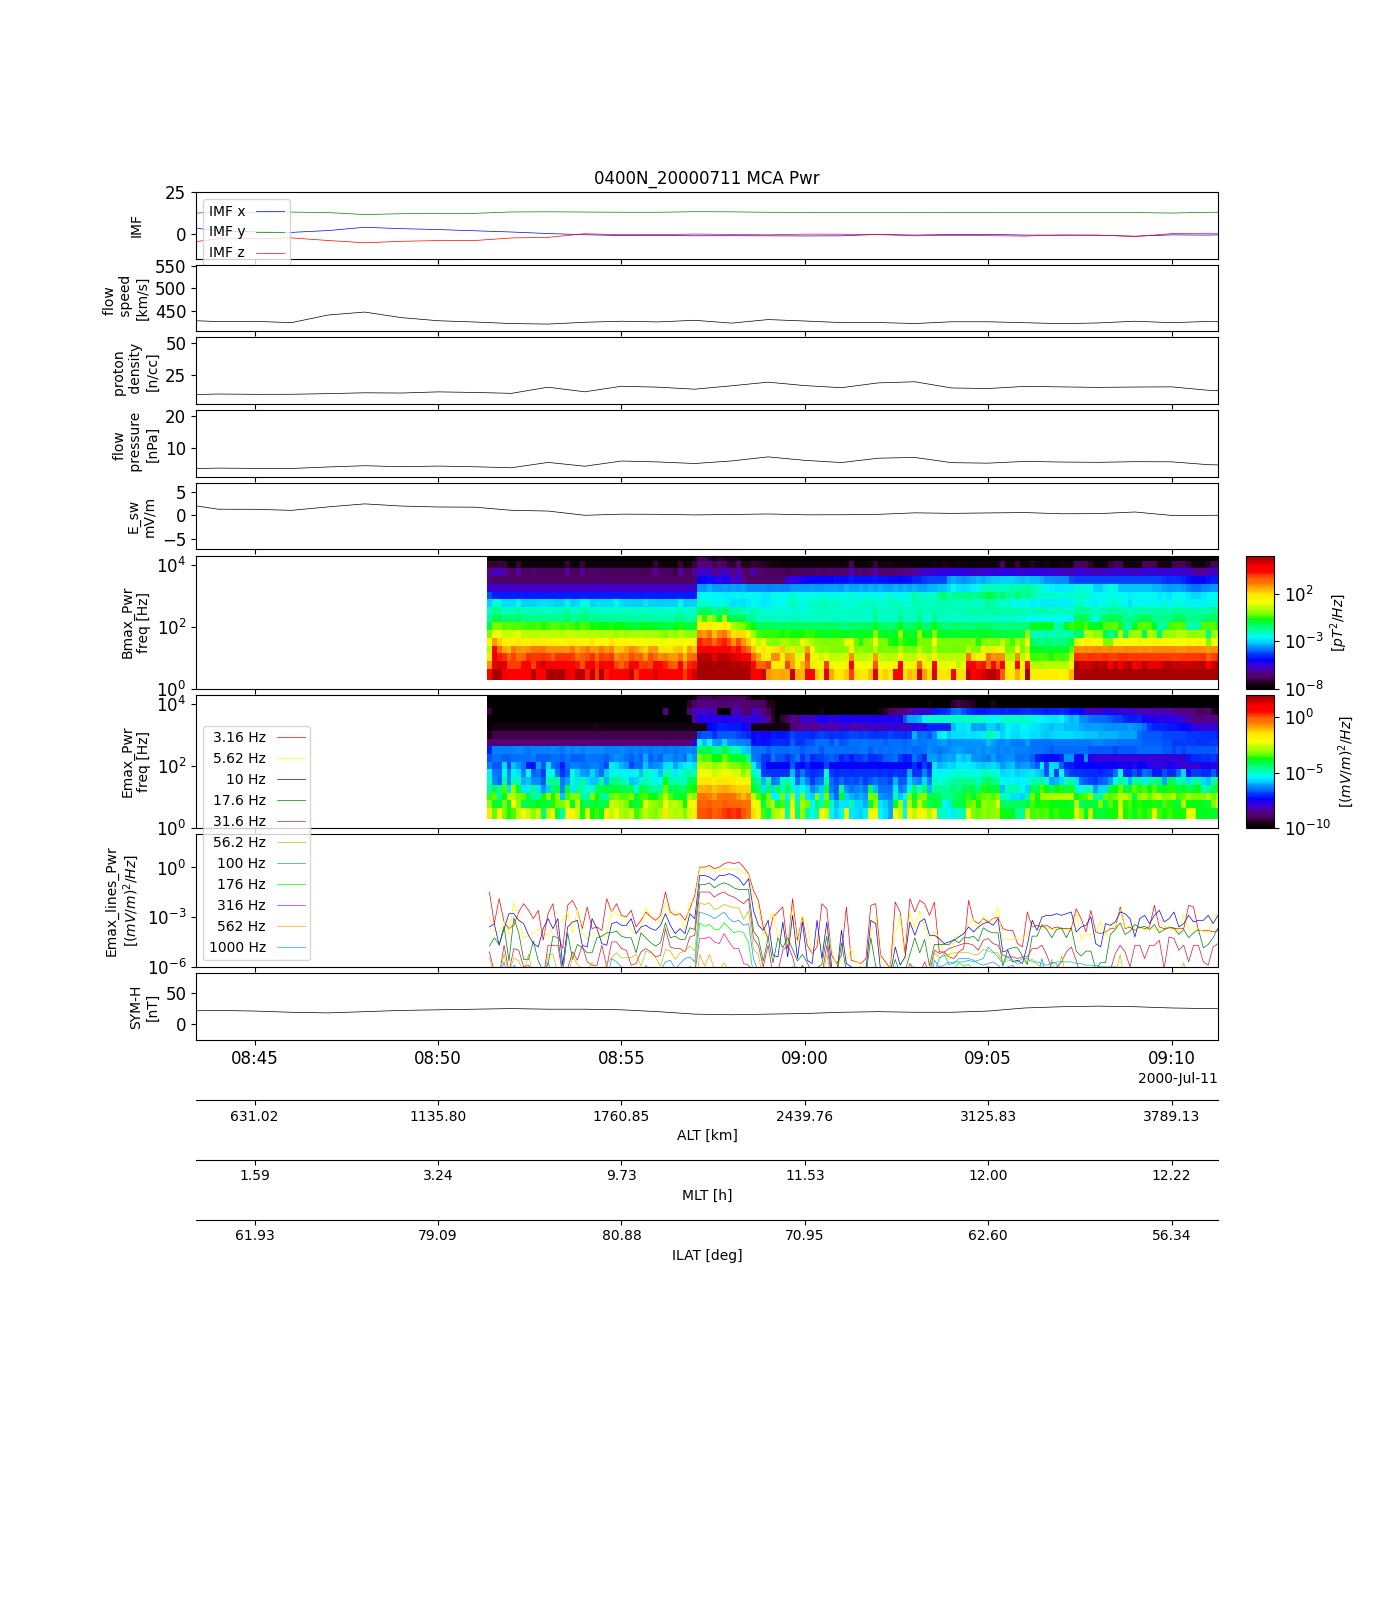 0400N_20000711 MCA Pwr
25
0
IMF
IMF x
IMF y
IMF z
550
500
450
flow
speed
[km/s]
50
25
proton
density
[n/cc]
20
10
flow
pressure
[nPa]
5
0
−5
E_sw
mV/m
10^4
10^2
10^0
Bmax_Pwr
freq [Hz]
10^2
10^−3
10^−8
[pT^2/Hz]
10^4
10^2
10^0
Emax_Pwr
freq [Hz]
10^0
10^−5
10^−10
[(mV/m)^2/Hz]
3.16 Hz
5.62 Hz
10 Hz
17.6 Hz
31.6 Hz
56.2 Hz
100 Hz
176 Hz
316 Hz
562 Hz
1000 Hz
10^0
10^−3
10^−6
Emax_lines_Pwr
[(mV/m)^2/Hz]
50
0
SYM-H
[nT]
08:45 08:50 08:55 09:00 09:05 09:10
2000-Jul-11
631.02 1135.80 1760.85 2439.76 3125.83 3789.13
ALT [km]
1.59 3.24 9.73 11.53 12.00 12.22
MLT [h]
61.93 79.09 80.88 70.95 62.60 56.34
ILAT [deg]